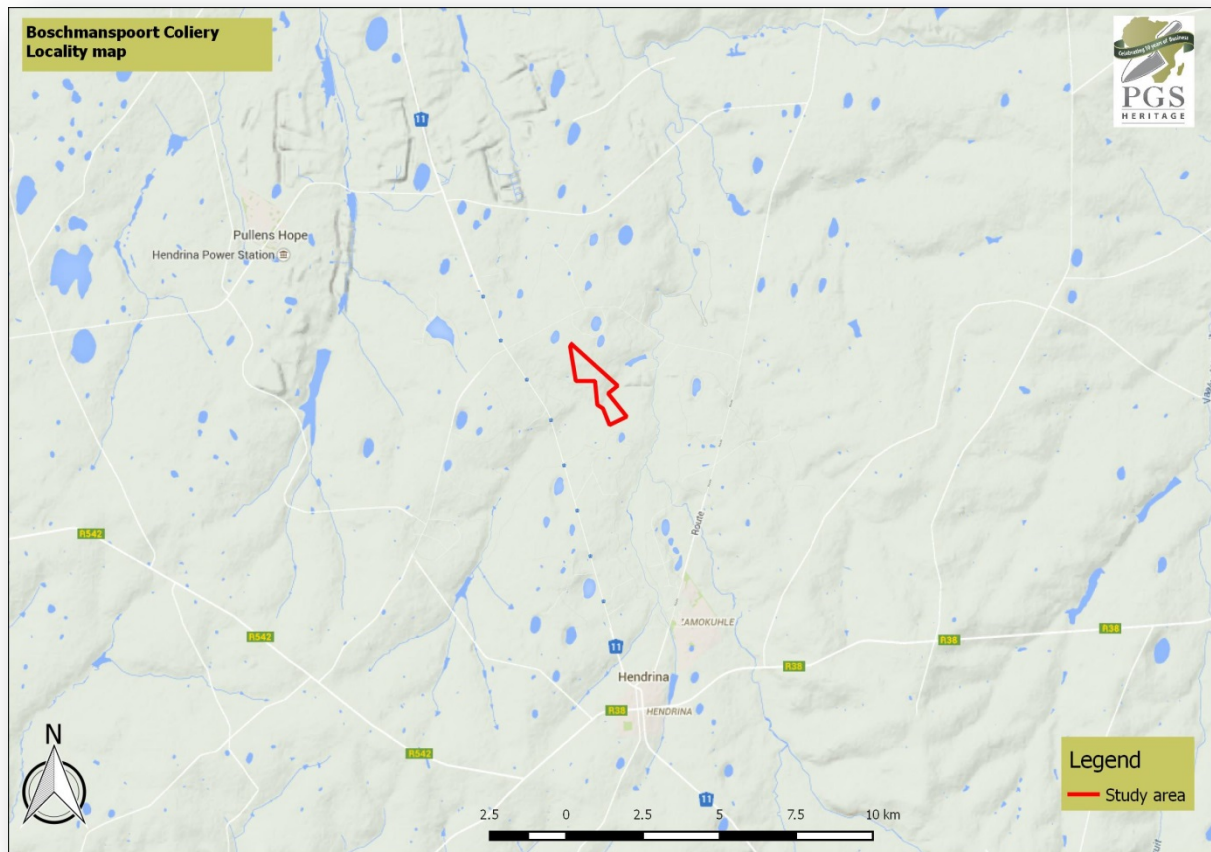 Boschmanspoort Coliery
Locality map
Celebrating 10 years of Business
PGS
HERITAGE
11
Pullens Hope
Hendrina Power Station
R542
Route
ZAMOKUHLE
R542
11
R38
R38
R38
Hendrina
R38
HENDRINA
R542
11
N
Legend
Study area
2.5 0 2.5 5 7.5 10 km